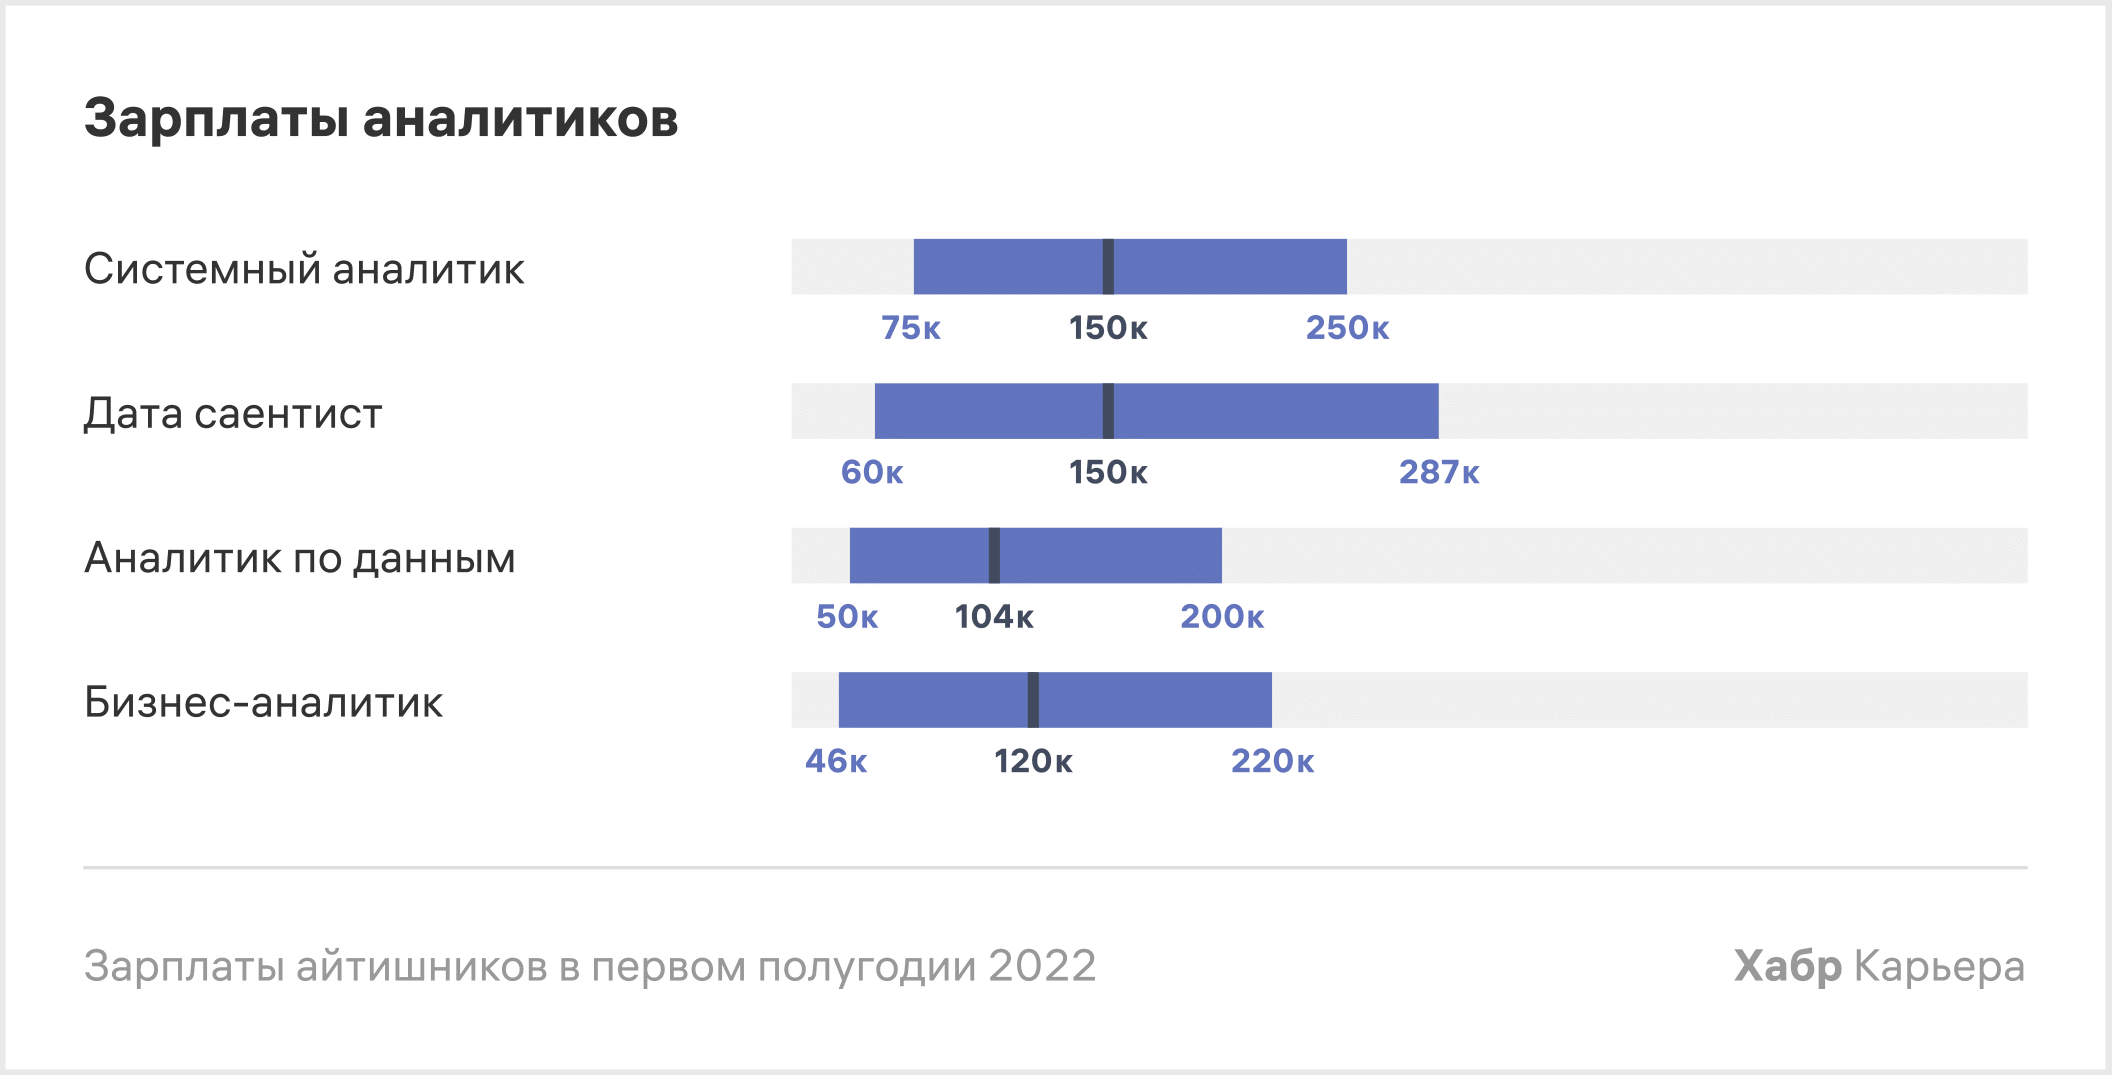 Зарплаты аналитиков
Системный аналитик
75к 150к 250к
Дата саентист
60к 150к 287к
Аналитик по данным
50к 104к 200к
Бизнес-аналитик
46к 120к 220к
Зарплаты айтишников в первом полугодии 2022
Хабр Карьера